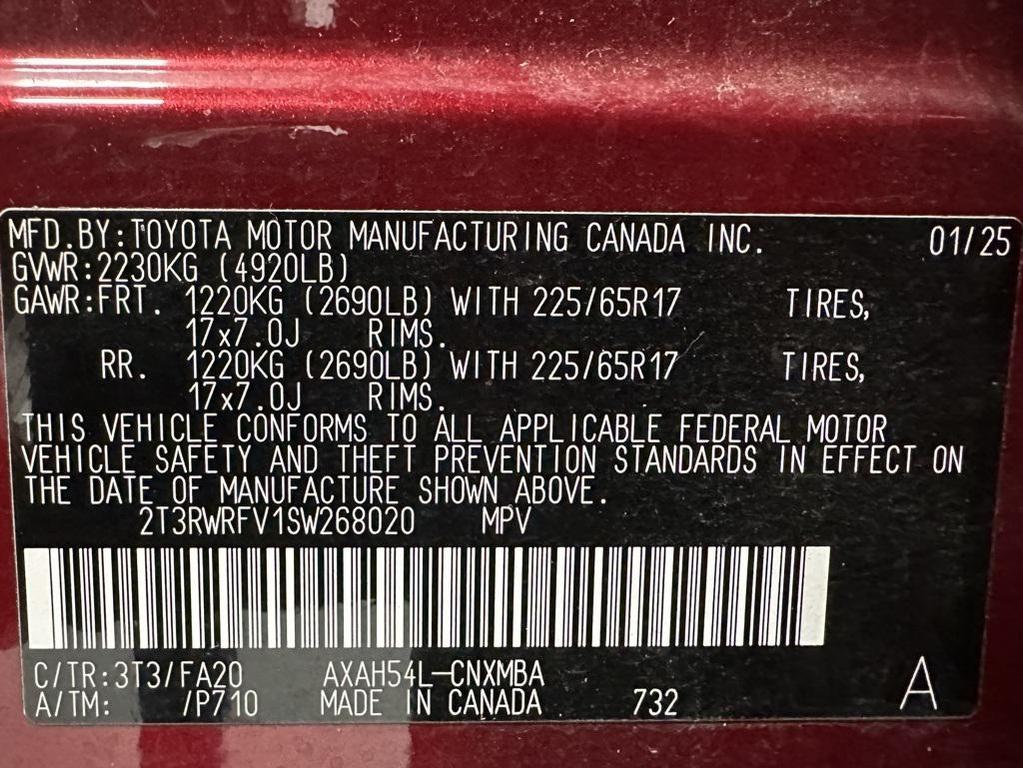 MFD.BY:TOYOTA MOTOR MANUFACTURING CANADA INC. 01/25
GVWR:2230KG (4920LB)
GAWR:FRT. 1220KG (2690LB) WITH 225/65R17 TIRES,
17x7.0J RIMS.
RR. 1220KG (2690LB) WITH 225/65R17 TIRES,
17x7.0J RIMS.
THIS VEHICLE CONFORMS TO ALL APPLICABLE FEDERAL MOTOR
VEHICLE SAFETY AND THEFT PREVENTION STANDARDS IN EFFECT ON
THE DATE OF MANUFACTURE SHOWN ABOVE.
2T3RWRFV1SW268020 MPV
C/TR:3T3/FA20 AXAH54L-CNXMBA
A/TM: /P710 MADE IN CANADA 732 A